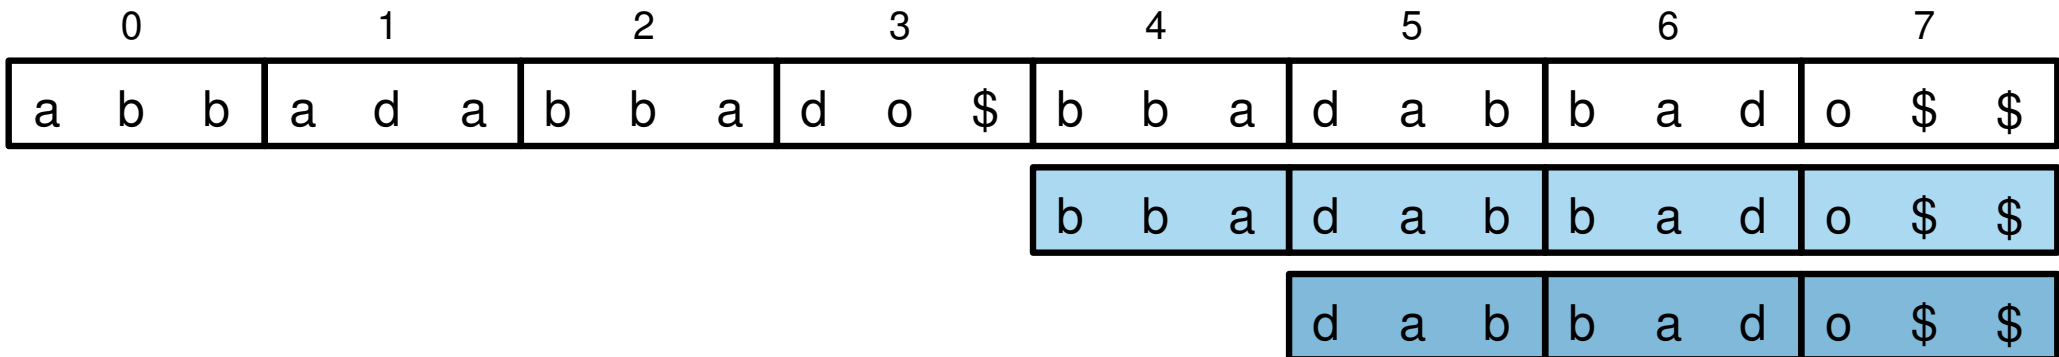 0 1 2 3 4 5 6 7
a b b a d a b b a d o $ b b a d a b b a d o $ $
b b a d a b b a d o $ $
d a b b a d o $ $